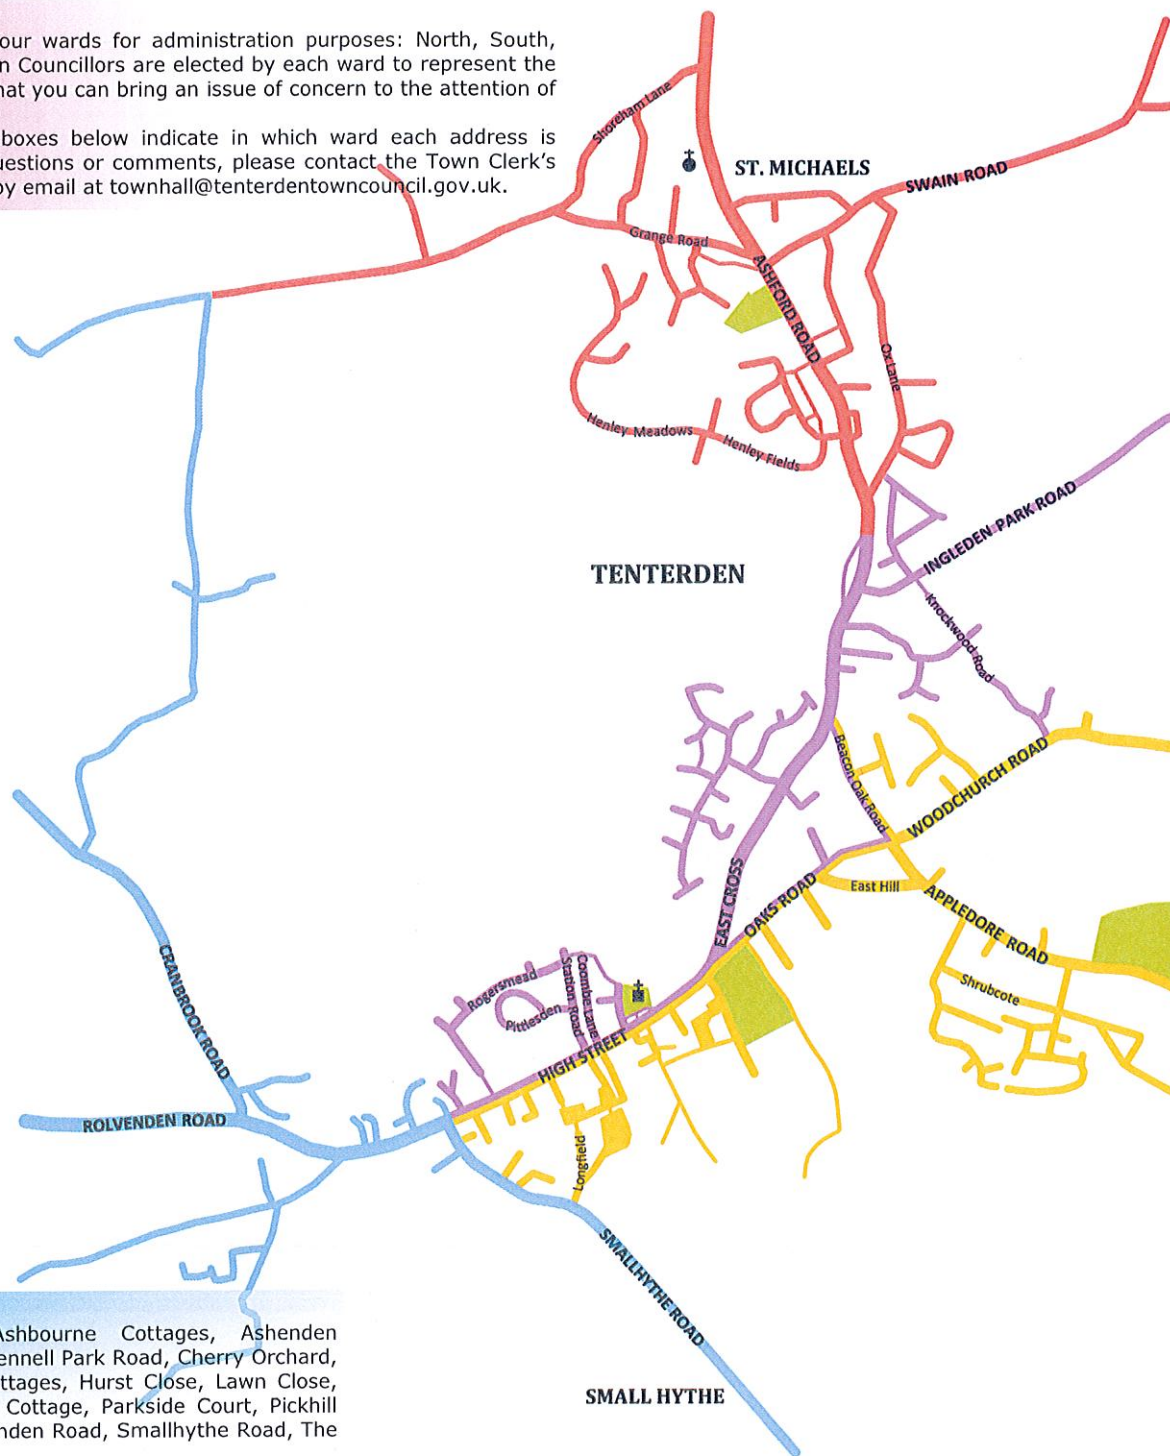 our wards for administration purposes: North, South,
n Councillors are elected by each ward to represent the
hat you can bring an issue of concern to the attention of
boxes below indicate in which ward each address is
uestions or comments, please contact the Town Clerk's
by email at townhall@tenterdentowncouncil.gov.uk.
Shoreham Lane
ST. MICHAELS
SWAIN ROAD
Grange Road
ASHFORD ROAD
Ox Lane
Henley Meadows
Henley Fields
INGLEDEN PARK ROAD
TENTERDEN
Knockwood Road
Beacon Oak Road
WOODCHURCH ROAD
EAST CROSS
OAKS ROAD
East Hill
APPLEDORE ROAD
Shrubcote
Rogersmead
Pittlesden
Station Road
Coombe Lane
HIGH STREET
CRANBROOK ROAD
ROLVENDEN ROAD
Longfield
SMALLHYTHE ROAD
SMALL HYTHE
Ashbourne Cottages, Ashenden
ennell Park Road, Cherry Orchard,
ttages, Hurst Close, Lawn Close,
Cottage, Parkside Court, Pickhill
nden Road, Smallhythe Road, The